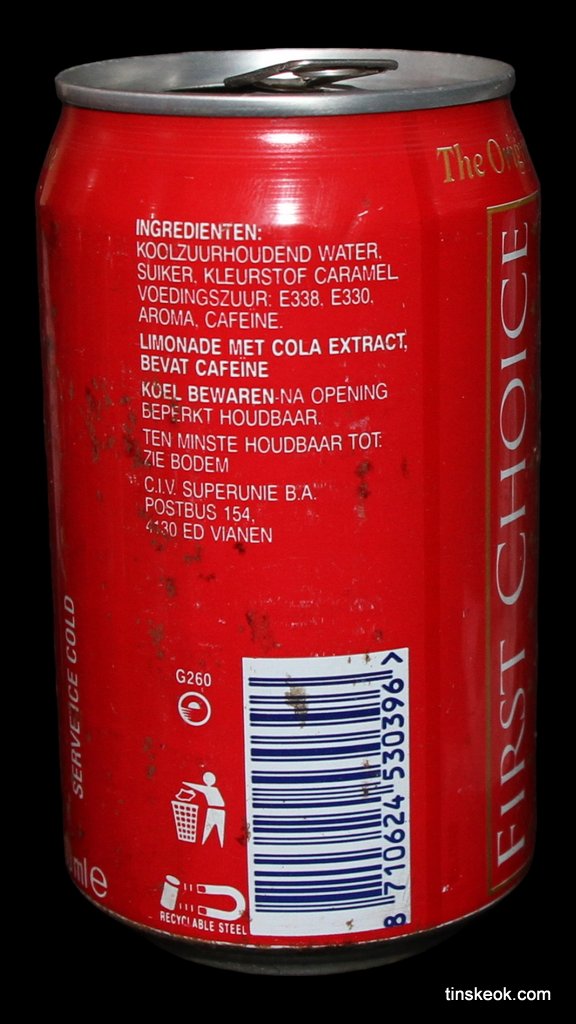 The Orig
INGREDIENTEN:
KOOLZUURHOUDEND WATER,
SUIKER, KLEURSTOF CARAMEL
VOEDINGSZUUR: E338, E330,
AROMA, CAFEÏNE.
LIMONADE MET COLA EXTRACT,
BEVAT CAFEÏNE
KOEL BEWAREN-NA OPENING
BEPERKT HOUDBAAR.
TEN MINSTE HOUDBAAR TOT:
ZIE BODEM
C.I.V. SUPERUNIE B.A.
POSTBUS 154,
4130 ED VIANEN
FIRST CHOICE
SERVE ICE COLD
G260
8 710624 530396 >
ml e
RECYCLABLE STEEL
tinskeok.com